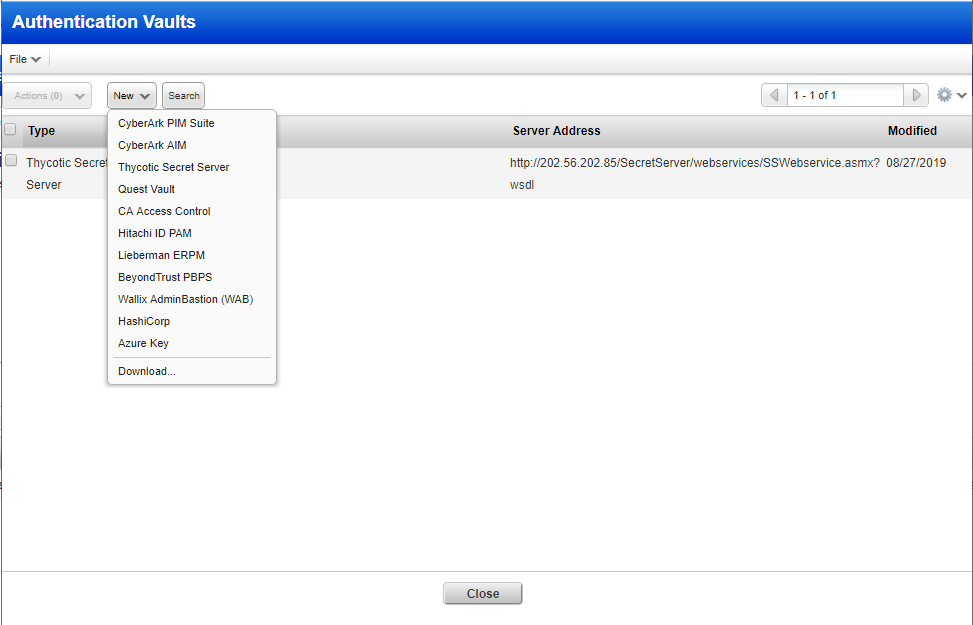 Authentication Vaults
File
Actions (0)
New
Search
1 - 1 of 1
Type
Server Address
Modified
Thycotic Secret
Server
http://202.56.202.85/SecretServer/webservices/SSWebservice.asmx?
wsdl
08/27/2019
CyberArk PIM Suite
CyberArk AIM
Thycotic Secret Server
Quest Vault
CA Access Control
Hitachi ID PAM
Lieberman ERPM
BeyondTrust PBPS
Wallix AdminBastion (WAB)
HashiCorp
Azure Key
Download...
Close